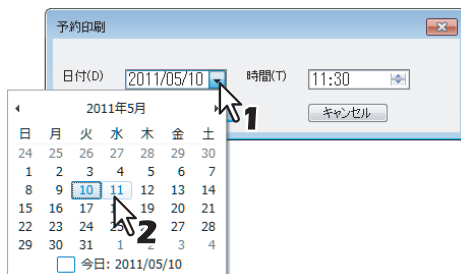 予約印刷
日付(D) 2011/05/10 時間(T) 11:30
キャンセル
2011年5月
1
日 月 火 水 木 金 土
24 25 26 27 28 29 30
1 2 3 4 5 6 7
8 9 10 11 12 13 14
15 16 17 19 20 21
22 23 24 25 27 28
2
29 30 31 1 2 3 4
今日: 2011/05/10